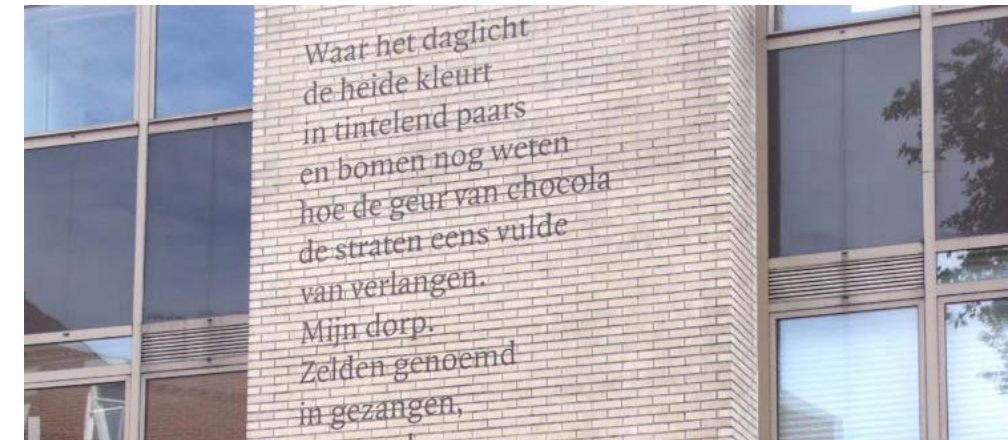 Waar het daglicht
de heide kleurt
in tintelend paars
en bomen nog weten
hoe de geur van chocola
de straten eens vulde
van verlangen.
Mijn dorp.
Zelden genoemd
in gezangen,